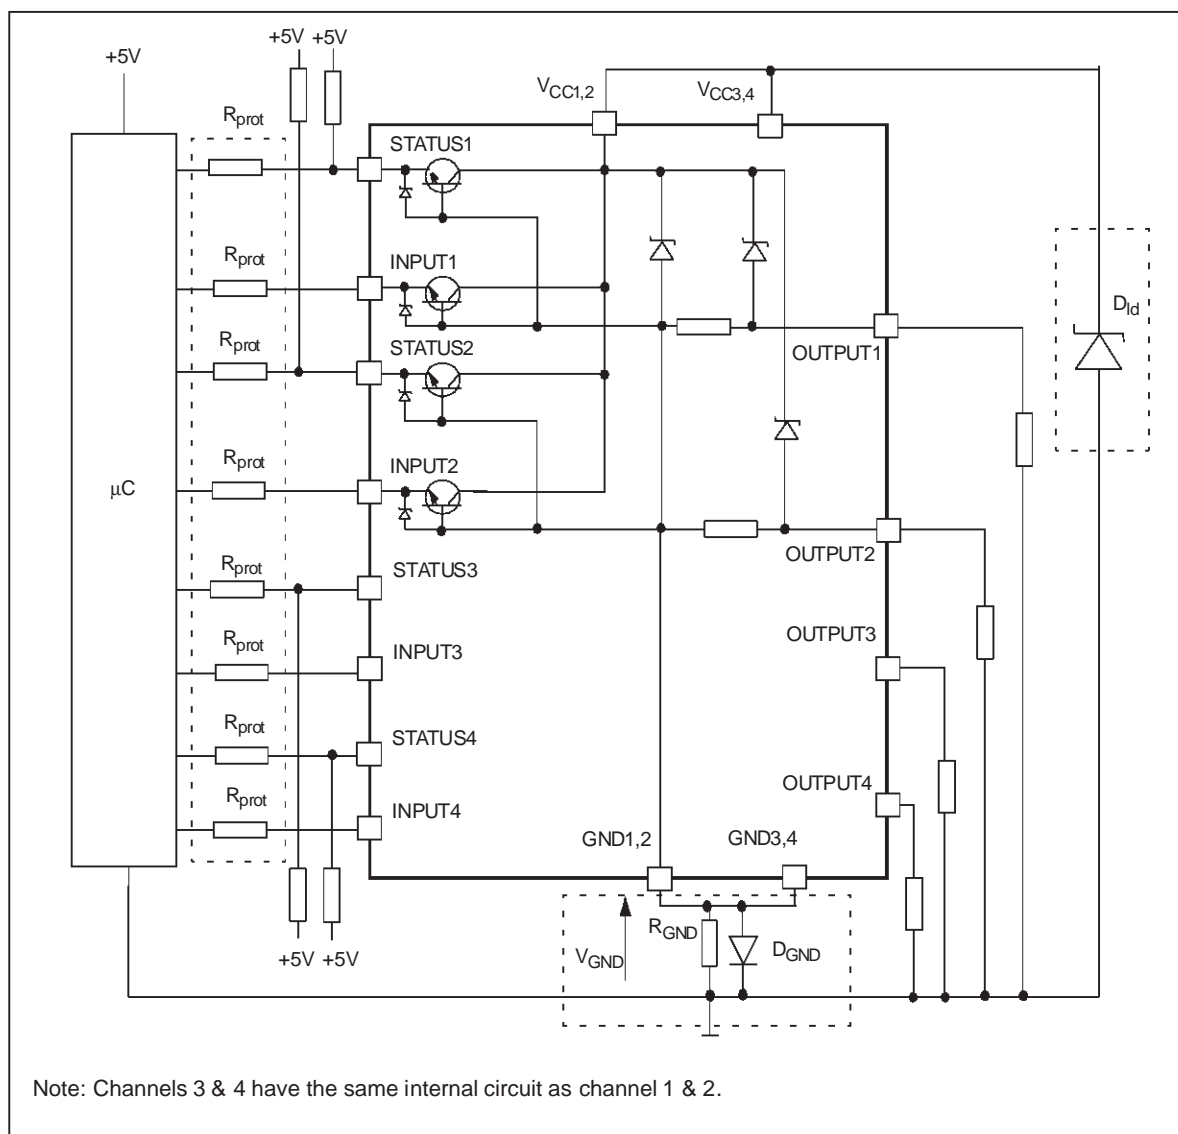 +5V +5V
+5V
VCC1,2
VCC3,4
Rprot
STATUS1
Rprot
INPUT1
Dld
Rprot
STATUS2
OUTPUT1
Rprot
INPUT2
μC
OUTPUT2
Rprot
STATUS3
OUTPUT3
Rprot
INPUT3
Rprot
STATUS4
OUTPUT4
Rprot
INPUT4
GND1,2
GND3,4
RGND
VGND
DGND
+5V +5V
Note: Channels 3 & 4 have the same internal circuit as channel 1 & 2.